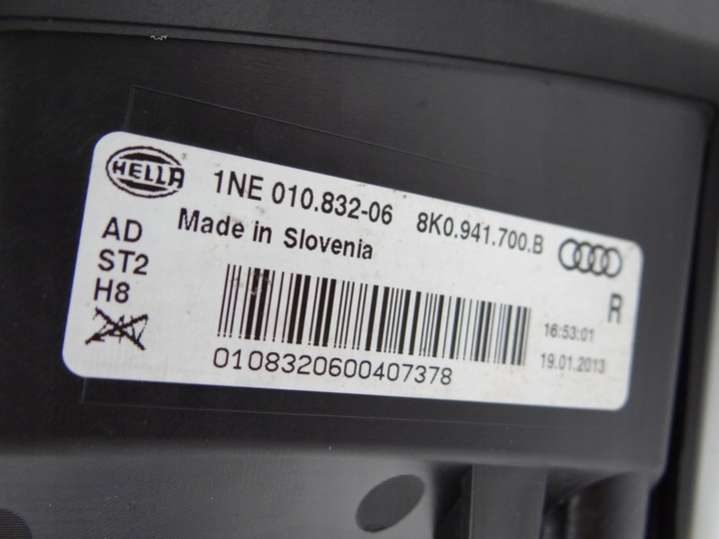 HELLA
1NE 010.832-06 8K0.941.700.B
Made in Slovenia
AD
ST2
H8
R
16:53:01
19.01.2013
0108320600407378